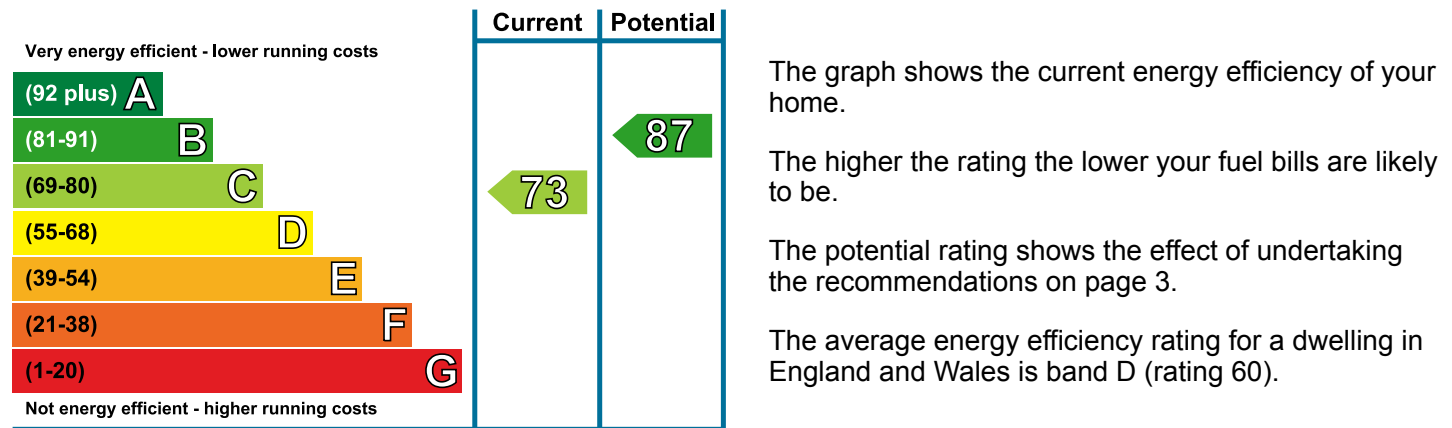 Current Potential
Very energy efficient - lower running costs
(92 plus) A
(81-91) B
87
(69-80) C
73
(55-68) D
(39-54) E
(21-38) F
(1-20) G
Not energy efficient - higher running costs
The graph shows the current energy efficiency of your
home.
The higher the rating the lower your fuel bills are likely
to be.
The potential rating shows the effect of undertaking
the recommendations on page 3.
The average energy efficiency rating for a dwelling in
England and Wales is band D (rating 60).